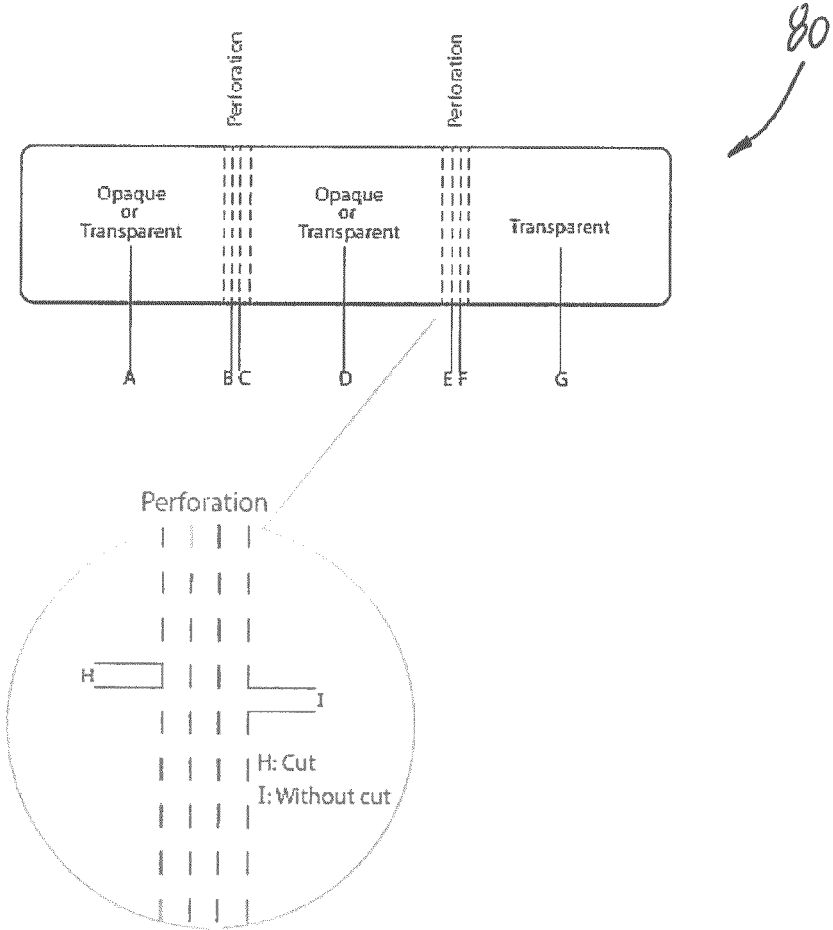 80
Perforation
Perforation
Opaque
or
Transparent
Opaque
or
Transparent
Transparent
A
B C
D
E F
G
Perforation
H
I
H: Cut
I: Without cut